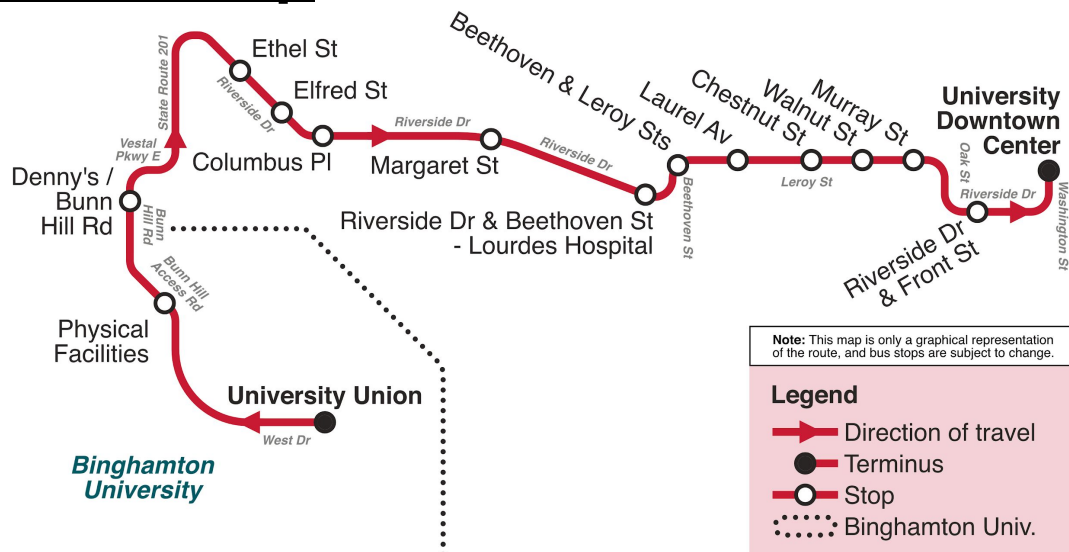 Ethel St
Elfred St
Columbus Pl
Margaret St
Riverside Dr & Beethoven St
- Lourdes Hospital
Beethoven & Leroy Sts
Laurel Av
Chestnut St
Walnut St
Murray St
University
Downtown
Center
Riverside Dr
& Front St
Denny's /
Bunn
Hill Rd
Physical
Facilities
University Union
Binghamton
University
State Route 201
Vestal
Pkwy E
Riverside Dr
Riverside Dr
Riverside Dr
Beethoven St
Leroy St
Oak St
Riverside Dr
Washington St
Bunn
Hill Rd
Bunn Hill
Access Rd
West Dr
Note: This map is only a graphical representation
of the route, and bus stops are subject to change.
Legend
Direction of travel
Terminus
Stop
Binghamton Univ.